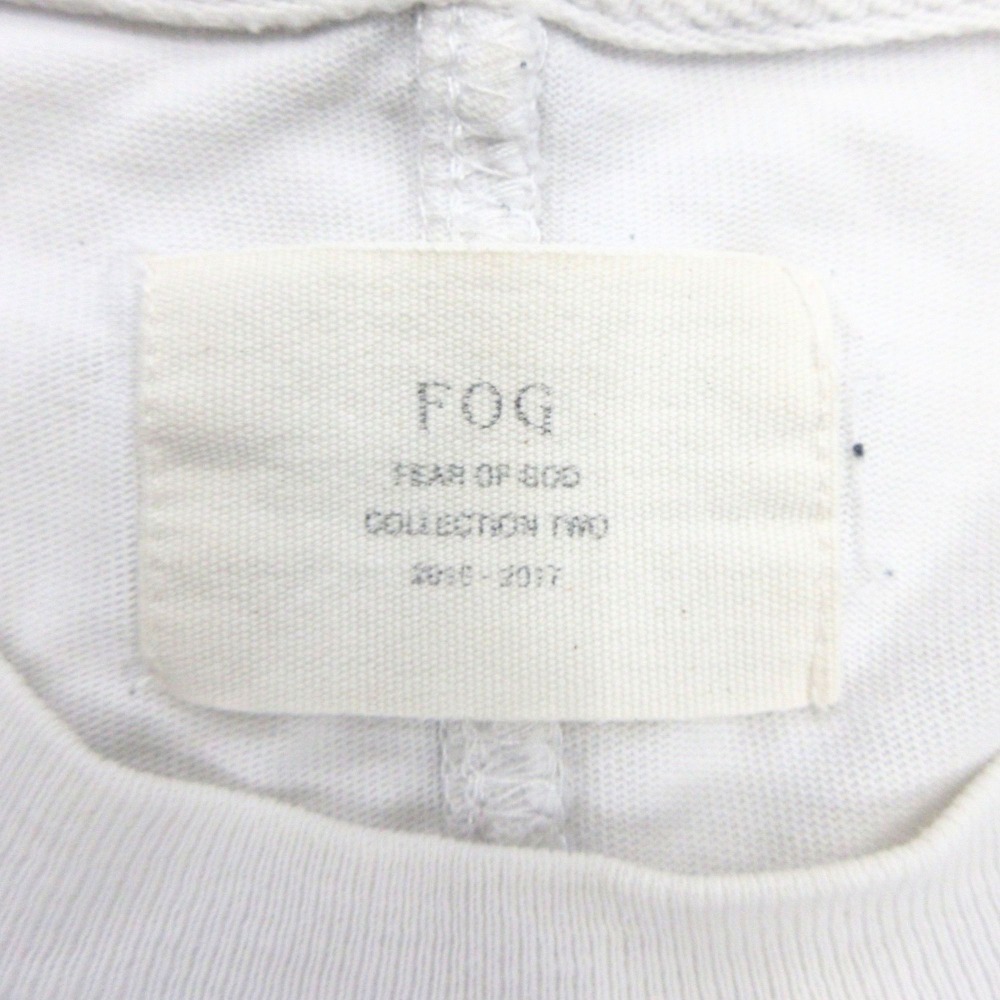 FOG
FEAR OF GOD
COLLECTION TWO
2016 - 2017